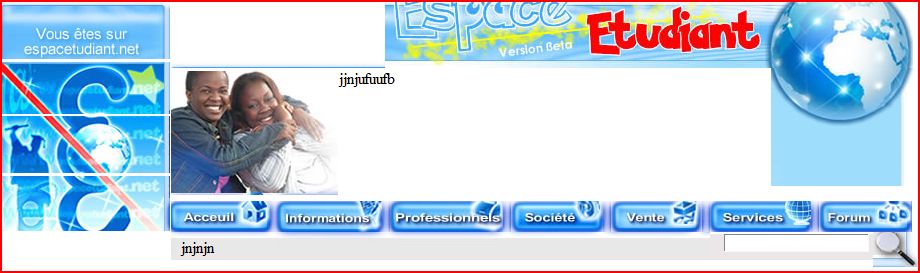 Espace
Etudiant
Version Beta
Vous êtes sur
espacetudiant.net
jjnjufuufb
Acceuil
Informations
Professionnels
Société
Vente
Services
Forum
jnjnjn